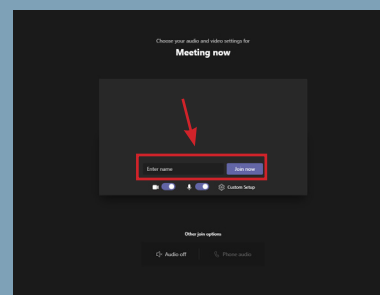 Choose your audio and video settings for
Meeting now
Enter name
Join now
Custom Setup
Other join options
Audio off
Phone audio